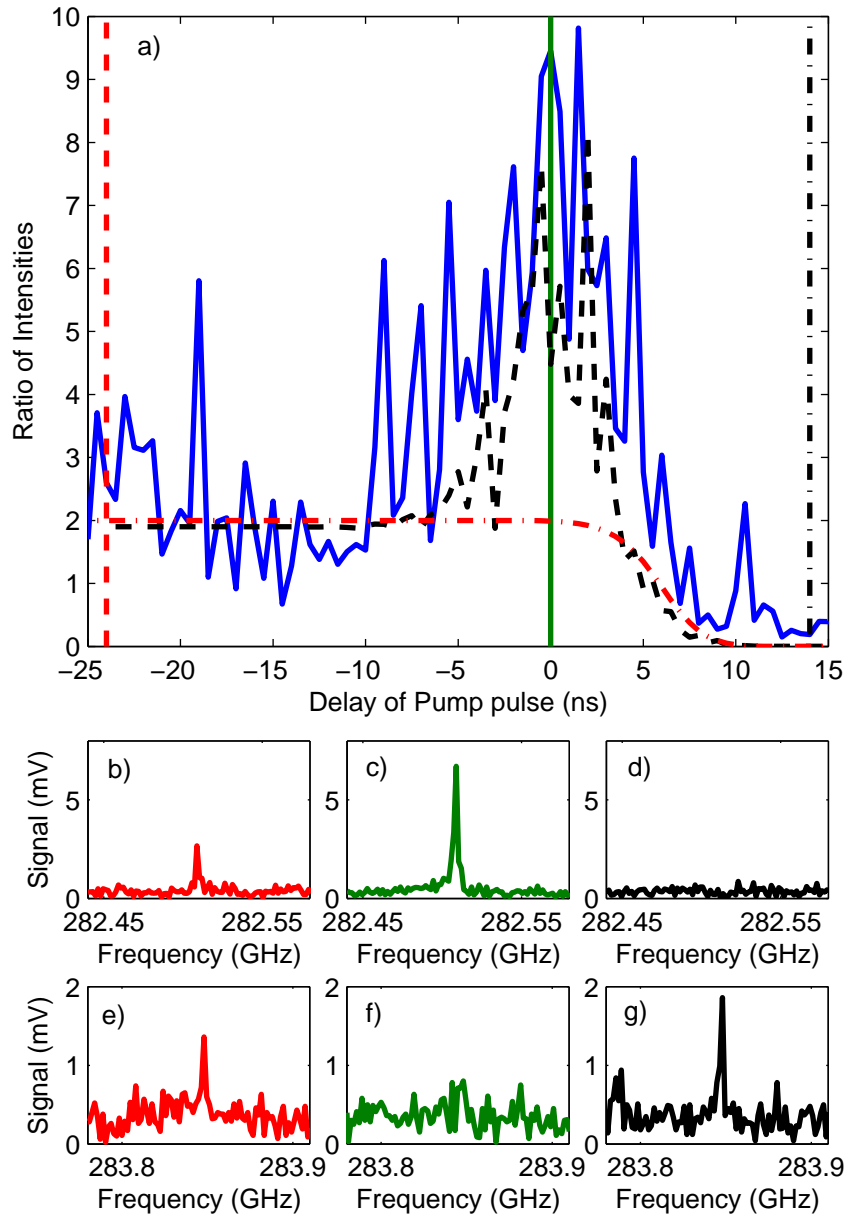 a)
Ratio of Intensities
10
9
8
7
6
5
4
3
2
1
0
−25 −20 −15 −10 −5 0 5 10 15
Delay of Pump pulse (ns)
b) c) d)
Signal (mV)
5 5 5
0 0 0
282.45 282.55 282.45 282.55 282.45 282.55
Frequency (GHz) Frequency (GHz) Frequency (GHz)
e) f) g)
Signal (mV)
2 2 2
1 1 1
0 0 0
283.8 283.9 283.8 283.9 283.8 283.9
Frequency (GHz) Frequency (GHz) Frequency (GHz)